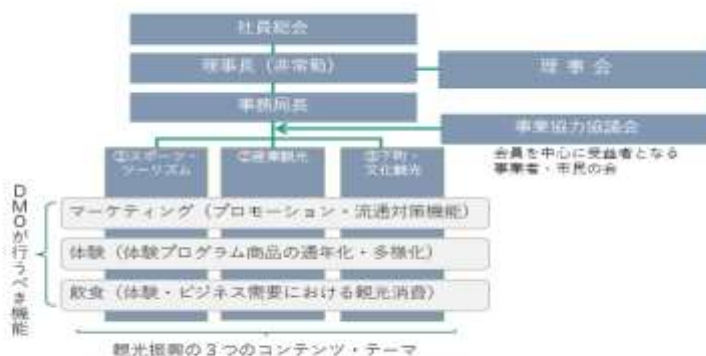 社員総会
理事長（非常勤）
理事会
事務局長
事業協力協議会
会員を中心に受益者となる
事業者・市民の会
①スポーツ・
ツーリズム
②産業観光
③下町・
文化観光
DMOが行うべき機能
マーケティング（プロモーション・流通対策機能）
体験（体験プログラム商品の通年化・多様化）
飲食（体験・ビジネス需要における観光消費）
観光振興の３つのコンテンツ・テーマ